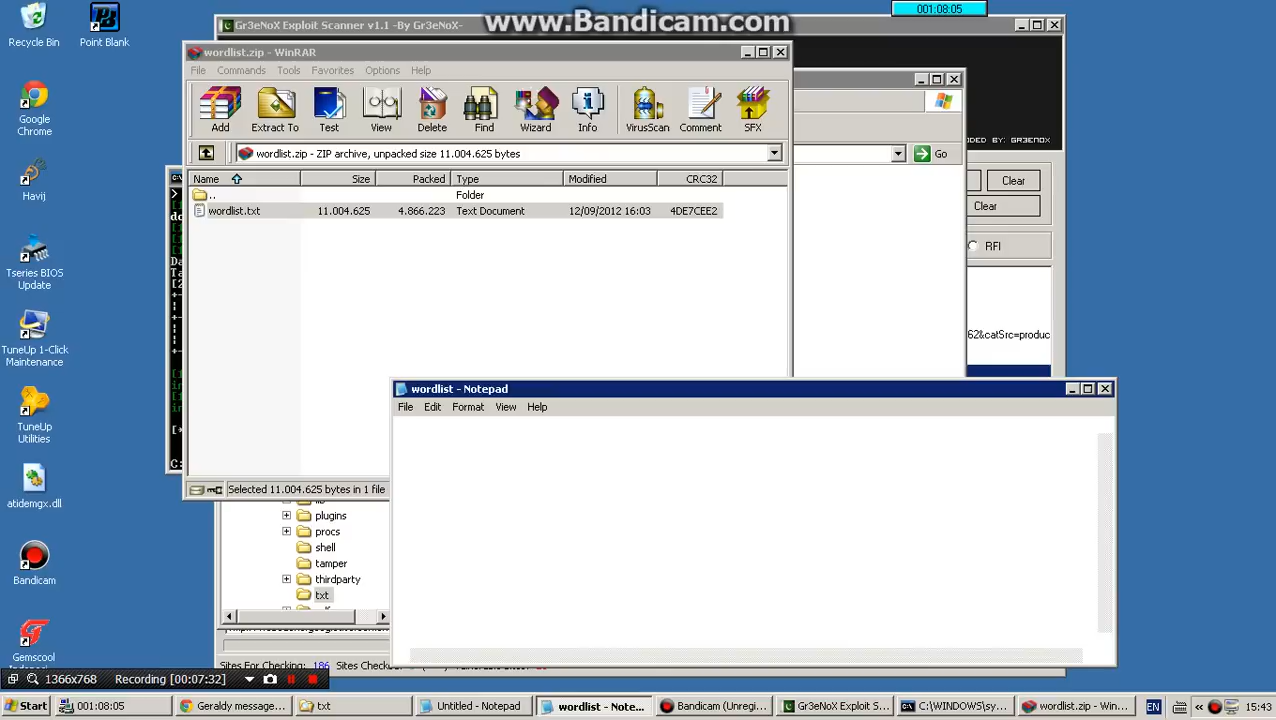 www.Bandicam.com
001:08:05
Gr3eNoX Exploit Scanner v1.1 -By Gr3eNoX-
Recycle Bin
Point Blank
Google Chrome
Havij
Tseries BIOS Update
TuneUp 1-Click Maintenance
TuneUp Utilities
atidemgx.dll
Bandicam
Gemscool
wordlist.zip - WinRAR
File Commands Tools Favorites Options Help
Add Extract To Test View Delete Find Wizard Info VirusScan Comment SFX
wordlist.zip - ZIP archive, unpacked size 11.004.625 bytes
Name Size Packed Type Modified CRC32
.. Folder
wordlist.txt 11.004.625 4.866.223 Text Document 12/09/2012 16:03 4DE7CEE2
Selected 11.004.625 bytes in 1 file
Go
DED BY: GR3ENOX
Clear
Clear
RFI
62&catSrc=produc
wordlist - Notepad
File Edit Format View Help
plugins
procs
shell
tamper
thirdparty
txt
Sites For Checking: 186 Sites Checked
1366x768 Recording [00:07:32]
Start 001:08:05 Geraldy message... txt Untitled - Notepad wordlist - Note... Bandicam (Unregi... Gr3eNoX Exploit S... C:\WINDOWS\sy... wordlist.zip - Win... EN 15:43